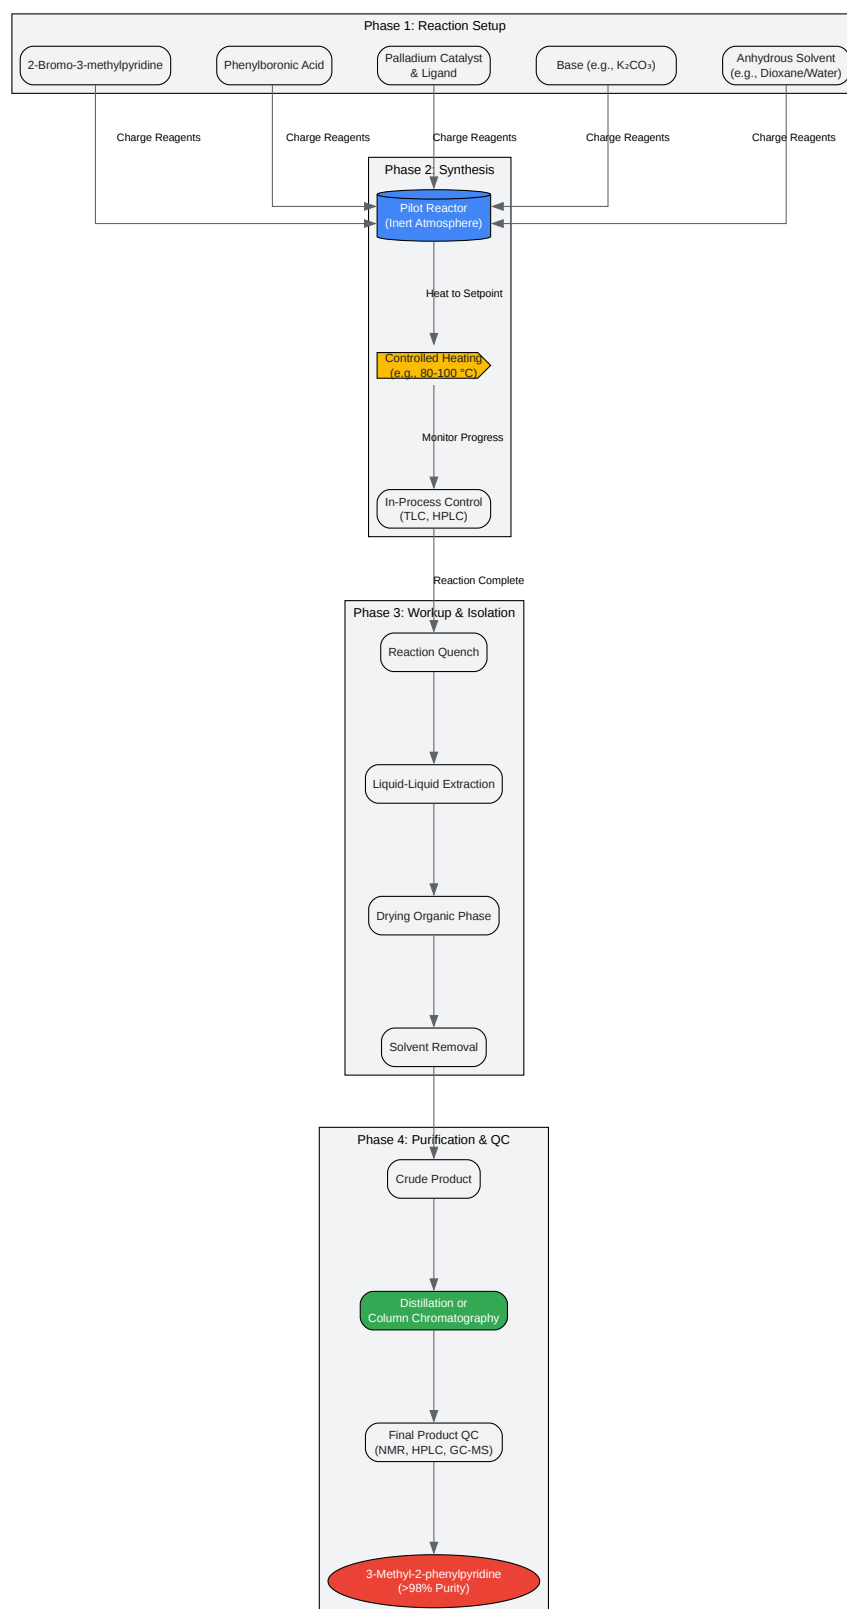 Phase 1: Reaction Setup
2-Bromo-3-methylpyridine
Phenylboronic Acid
Palladium Catalyst
& Ligand
Base (e.g., K₂CO₃)
Anhydrous Solvent
(e.g., Dioxane/Water)
Charge Reagents
Charge Reagents
Charge Reagents
Charge Reagents
Charge Reagents
Phase 2: Synthesis
Pilot Reactor
(Inert Atmosphere)
Heat to Setpoint
Controlled Heating
(e.g., 80-100 °C)
Monitor Progress
In-Process Control
(TLC, HPLC)
Reaction Complete
Phase 3: Workup & Isolation
Reaction Quench
Liquid-Liquid Extraction
Drying Organic Phase
Solvent Removal
Phase 4: Purification & QC
Crude Product
Distillation or
Column Chromatography
Final Product QC
(NMR, HPLC, GC-MS)
3-Methyl-2-phenylpyridine
(>98% Purity)